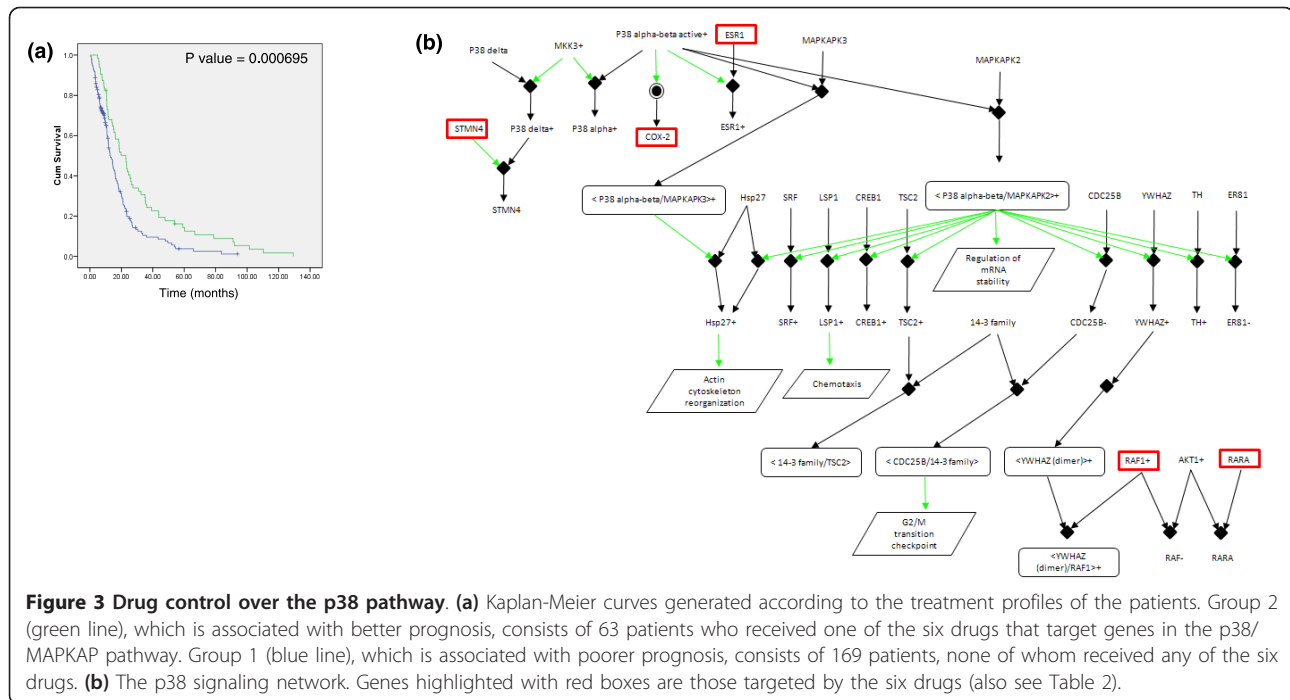 (a)
P value = 0.000695
Cum Survival
1.0
0.8
0.6
0.4
0.2
0.0
0.00 20.00 40.00 60.00 80.00 100.00 120.00 140.00
Time (months)
(b)
P38 alpha-beta active+
ESR1
P38 delta
MKK3+
MAPKAPK3
MAPKAPK2
STMN4
P38 delta+
P38 alpha+
COX-2
ESR1+
STMN4
< P38 alpha-beta/MAPKAPK3>+
Hsp27
SRF
LSP1
CREB1
TSC2
< P38 alpha-beta/MAPKAPK2>+
CDC25B
YWHAZ
TH
ER81
Regulation of
mRNA
stability
Hsp27+
SRF+
LSP1+
CREB1+
TSC2+
14-3 family
CDC25B-
YWHAZ+
TH+
ER81-
Actin
cytoskeleton
reorganization
Chemotaxis
< 14-3 family/TSC2>
< CDC25B/14-3 family>
<YWHAZ (dimer)>+
RAF1+
AKT1+
RARA
G2/M
transition
checkpoint
<YWHAZ
(dimer)/RAF1>+
RAF-
RARA
Figure 3 Drug control over the p38 pathway. (a) Kaplan-Meier curves generated according to the treatment profiles of the patients. Group 2
(green line), which is associated with better prognosis, consists of 63 patients who received one of the six drugs that target genes in the p38/
MAPKAP pathway. Group 1 (blue line), which is associated with poorer prognosis, consists of 169 patients, none of whom received any of the six
drugs. (b) The p38 signaling network. Genes highlighted with red boxes are those targeted by the six drugs (also see Table 2).